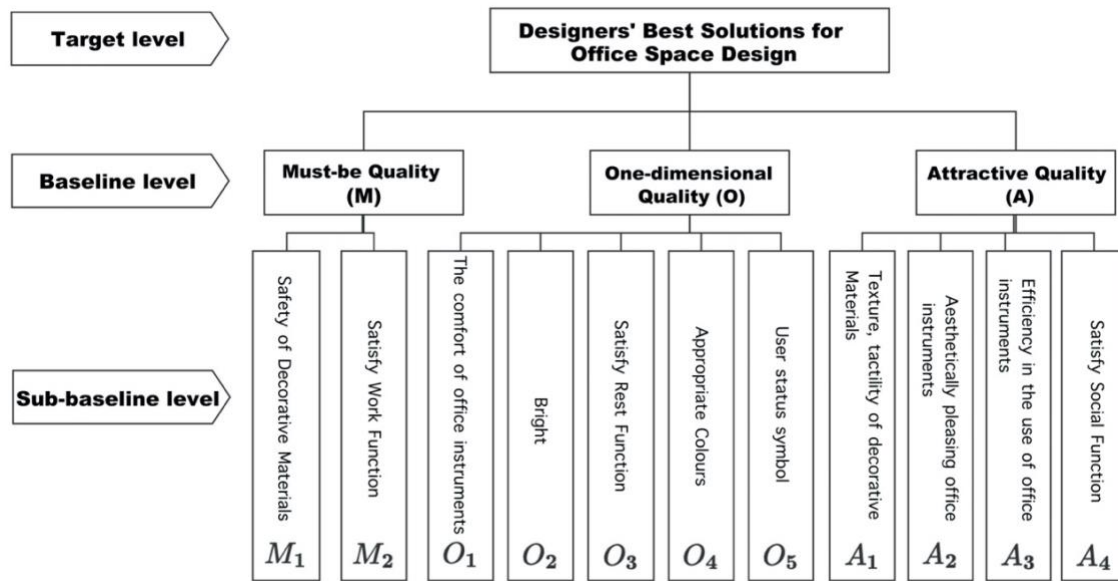 Target level
Designers' Best Solutions for
Office Space Design
Baseline level
Must-be Quality
(M)
One-dimensional
Quality (O)
Attractive Quality
(A)
Sub-baseline level
Safety of Decorative Materials
M₁
Satisfy Work Function
M₂
The comfort of office instruments
O₁
Bright
O₂
Satisfy Rest Function
O₃
Appropriate Colours
O₄
User status symbol
O₅
Texture, tactility of decorative
Materials
A₁
Aesthetically pleasing office
instruments
A₂
Efficiency in the use of office
instruments
A₃
Satisfy Social Function
A₄